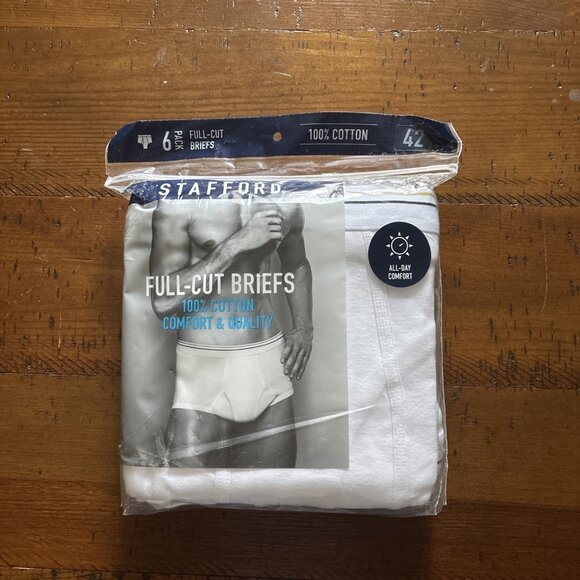 6 PACK
FULL-CUT
BRIEFS
100% COTTON
42
STAFFORD
ALL-DAY
COMFORT
FULL-CUT BRIEFS
100% COTTON
COMFORT & QUALITY